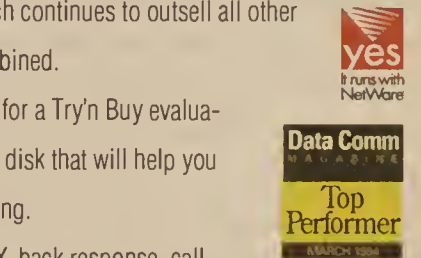 ch continues to outsell all other
bined.
for a Try'n Buy evalua-
disk that will help you
ng.
X-back response, call
yes
It runs with
NetWare
Data Comm
MAGAZINE
Top
Performer
MARCH 1994